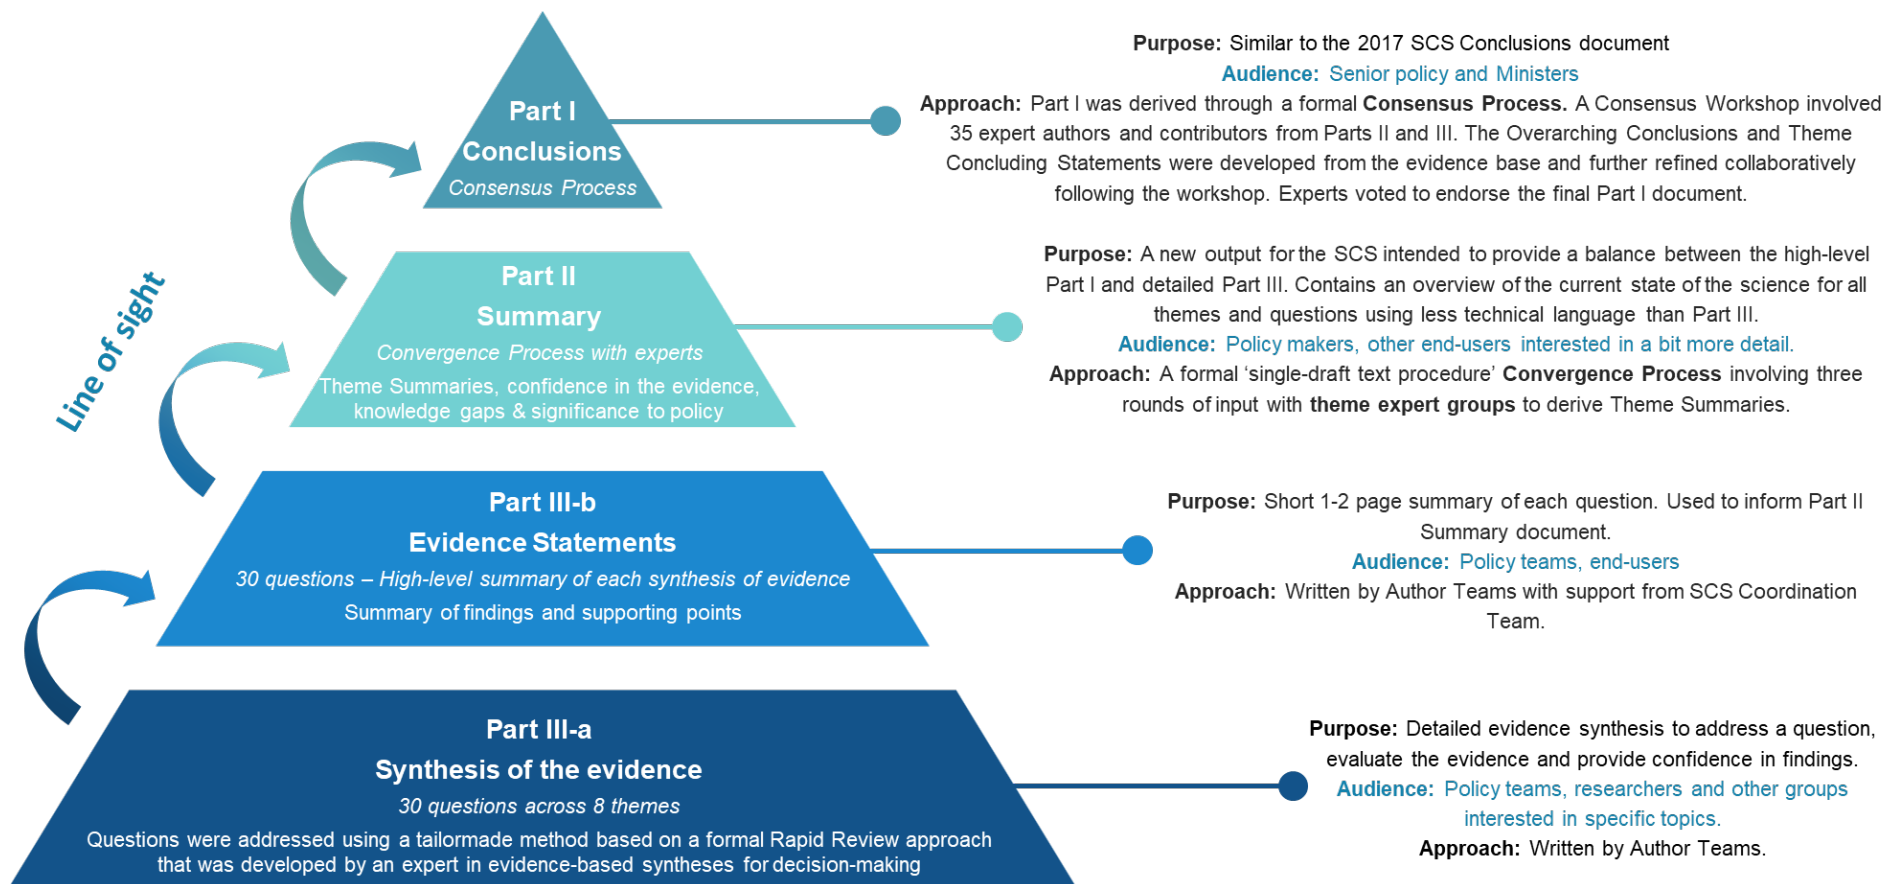 Part I
Conclusions
Consensus Process
Purpose: Similar to the 2017 SCS Conclusions document
Audience: Senior policy and Ministers
Approach: Part I was derived through a formal Consensus Process. A Consensus Workshop involved
35 expert authors and contributors from Parts II and III. The Overarching Conclusions and Theme
Concluding Statements were developed from the evidence base and further refined collaboratively
following the workshop. Experts voted to endorse the final Part I document.
Line of sight
Part II
Summary
Convergence Process with experts
Theme Summaries, confidence in the evidence,
knowledge gaps & significance to policy
Purpose: A new output for the SCS intended to provide a balance between the high-level
Part I and detailed Part III. Contains an overview of the current state of the science for all
themes and questions using less technical language than Part III.
Audience: Policy makers, other end-users interested in a bit more detail.
Approach: A formal ‘single-draft text procedure’ Convergence Process involving three
rounds of input with theme expert groups to derive Theme Summaries.
Part III-b
Evidence Statements
30 questions – High-level summary of each synthesis of evidence
Summary of findings and supporting points
Purpose: Short 1-2 page summary of each question. Used to inform Part II
Summary document.
Audience: Policy teams, end-users
Approach: Written by Author Teams with support from SCS Coordination
Team.
Part III-a
Synthesis of the evidence
30 questions across 8 themes
Questions were addressed using a tailormade method based on a formal Rapid Review approach
that was developed by an expert in evidence-based syntheses for decision-making
Purpose: Detailed evidence synthesis to address a question,
evaluate the evidence and provide confidence in findings.
Audience: Policy teams, researchers and other groups
interested in specific topics.
Approach: Written by Author Teams.